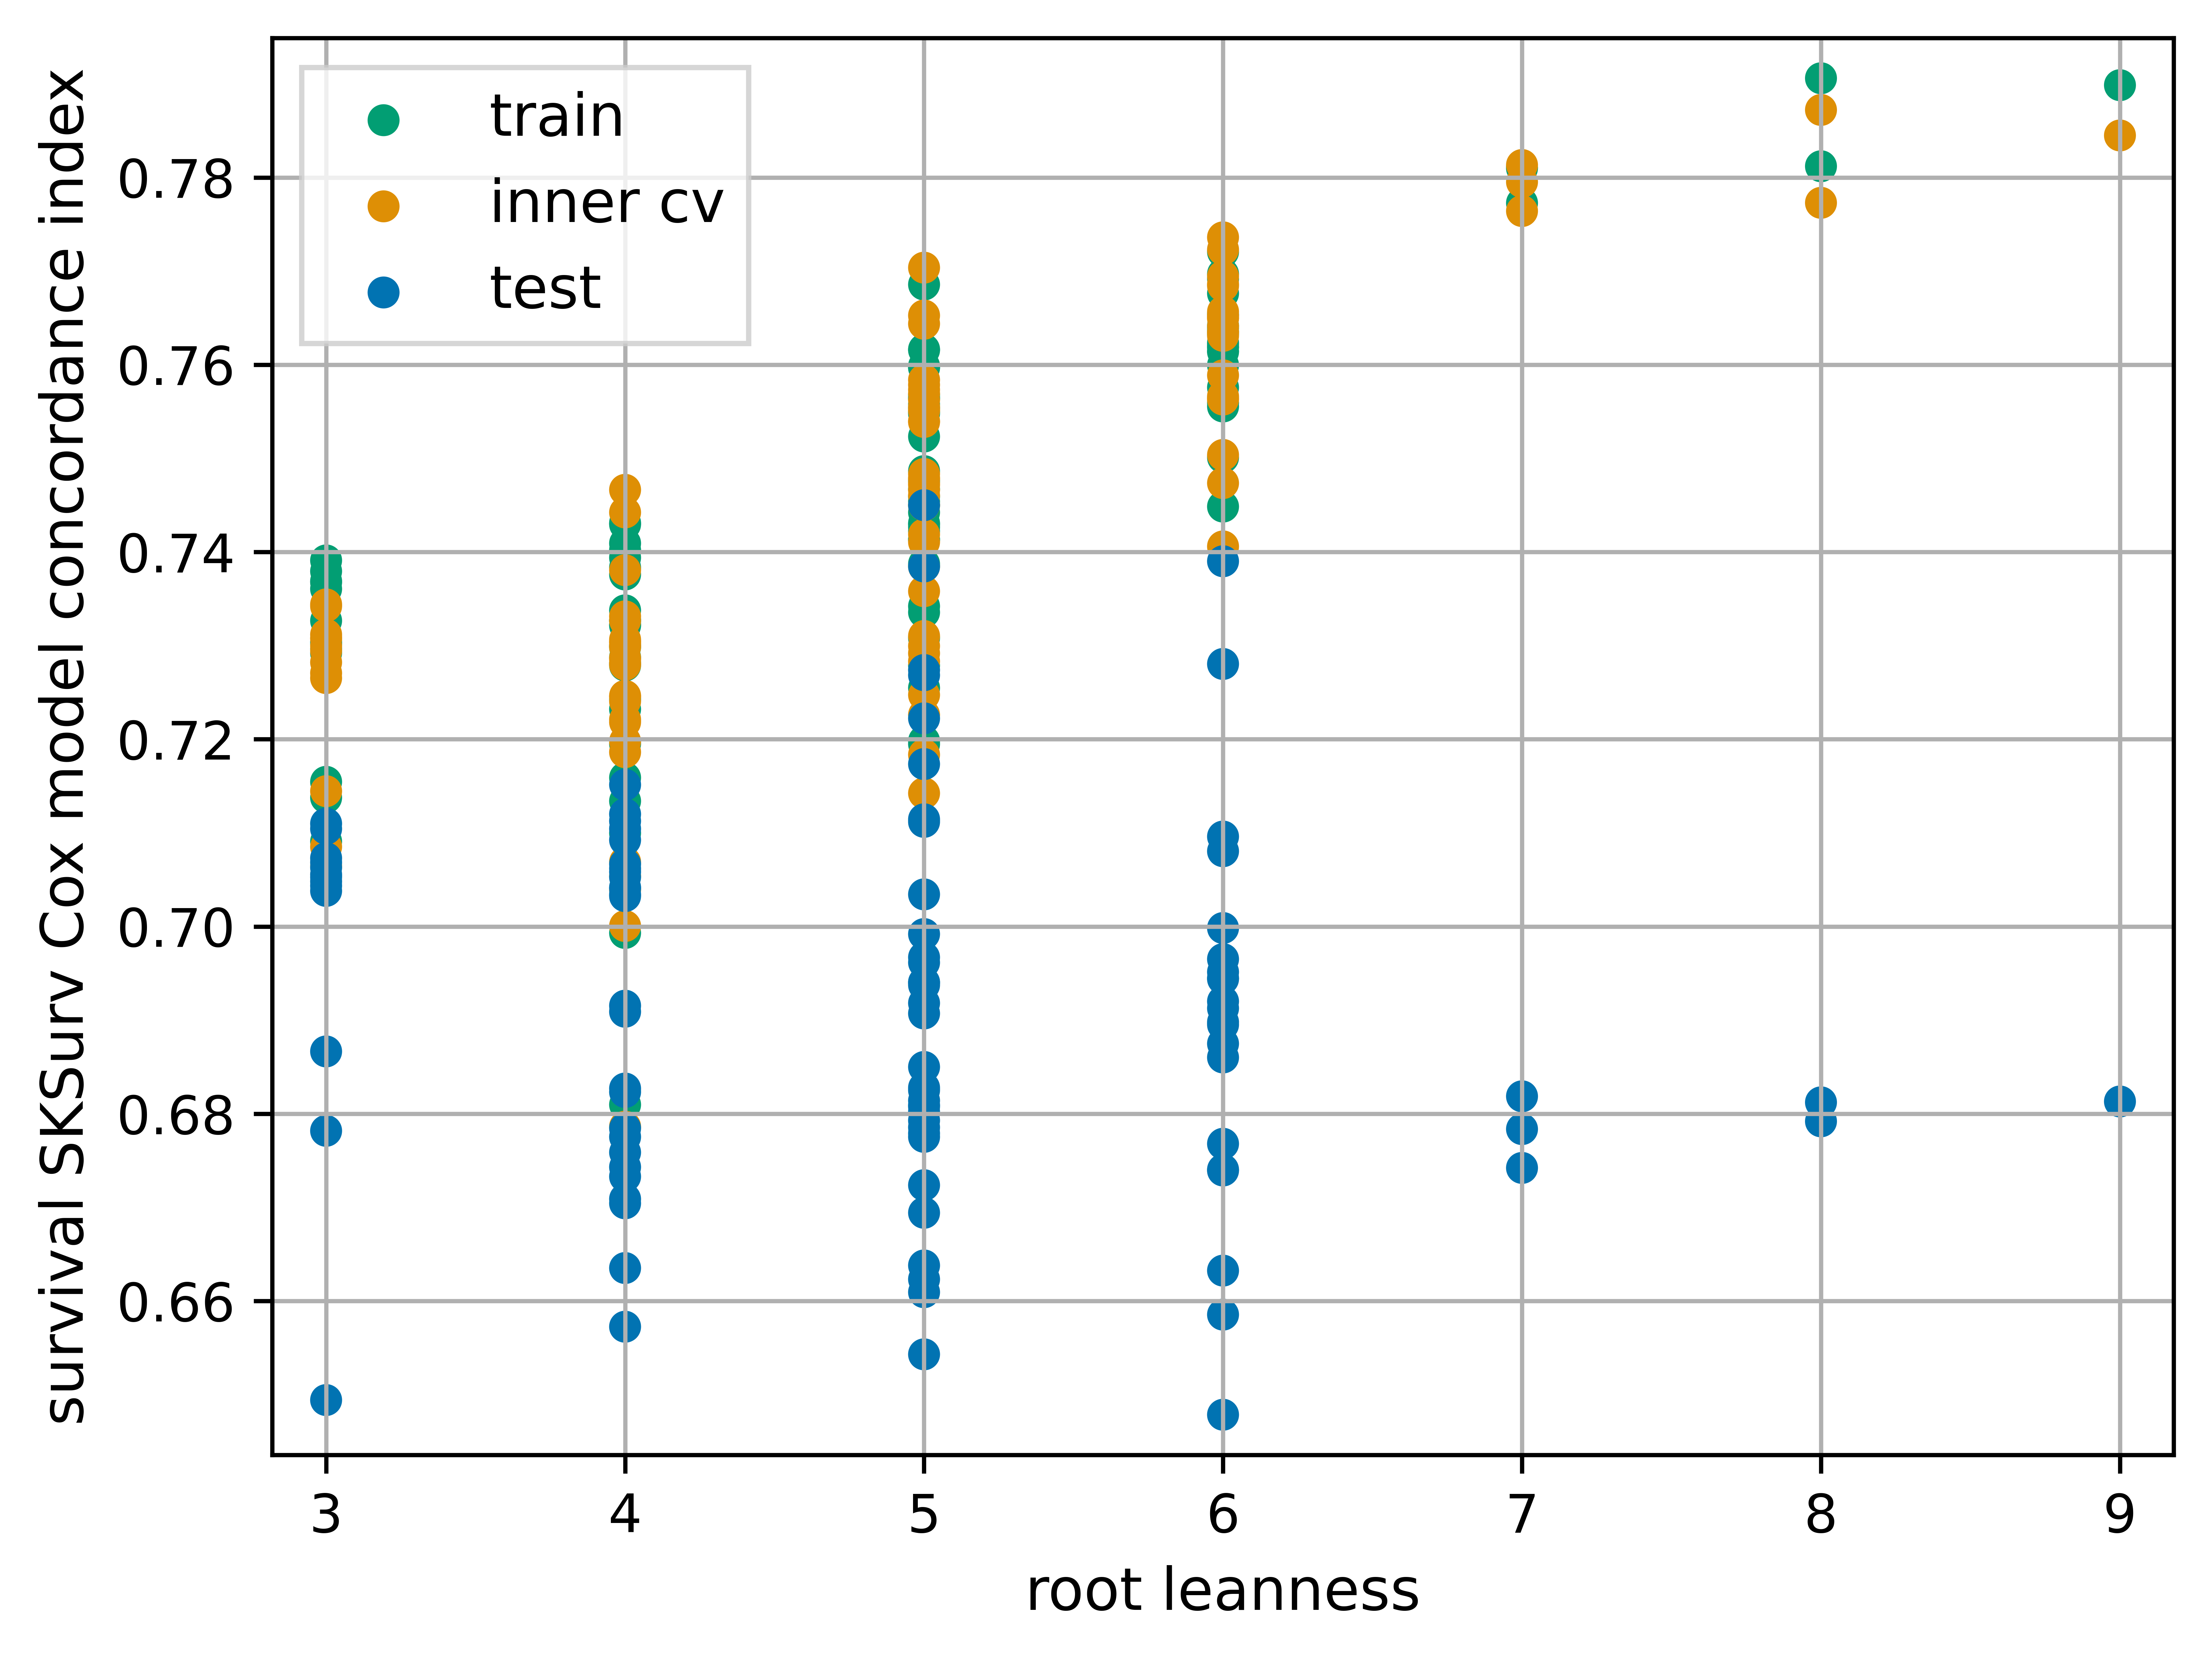 train
inner cv
test
survival SKSurv Cox model concordance index
0.78
0.76
0.74
0.72
0.70
0.68
0.66
3 4 5 6 7 8 9
root leanness